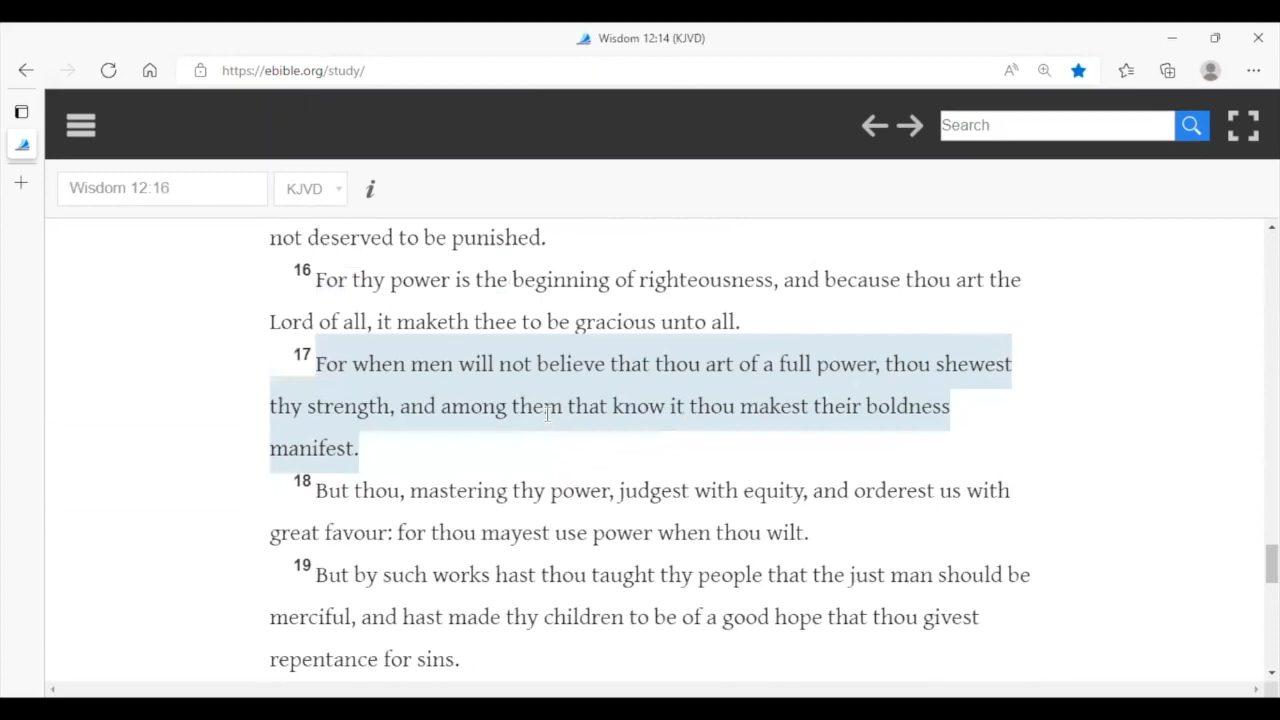 Wisdom 12:14 (KJVD)
https://ebible.org/study/
Search
Wisdom 12:16 KJVD i
not deserved to be punished.
16 For thy power is the beginning of righteousness, and because thou art the
Lord of all, it maketh thee to be gracious unto all.
17 For when men will not believe that thou art of a full power, thou shewest
thy strength, and among them that know it thou makest their boldness
manifest.
18 But thou, mastering thy power, judgest with equity, and orderest us with
great favour: for thou mayest use power when thou wilt.
19 But by such works hast thou taught thy people that the just man should be
merciful, and hast made thy children to be of a good hope that thou givest
repentance for sins.